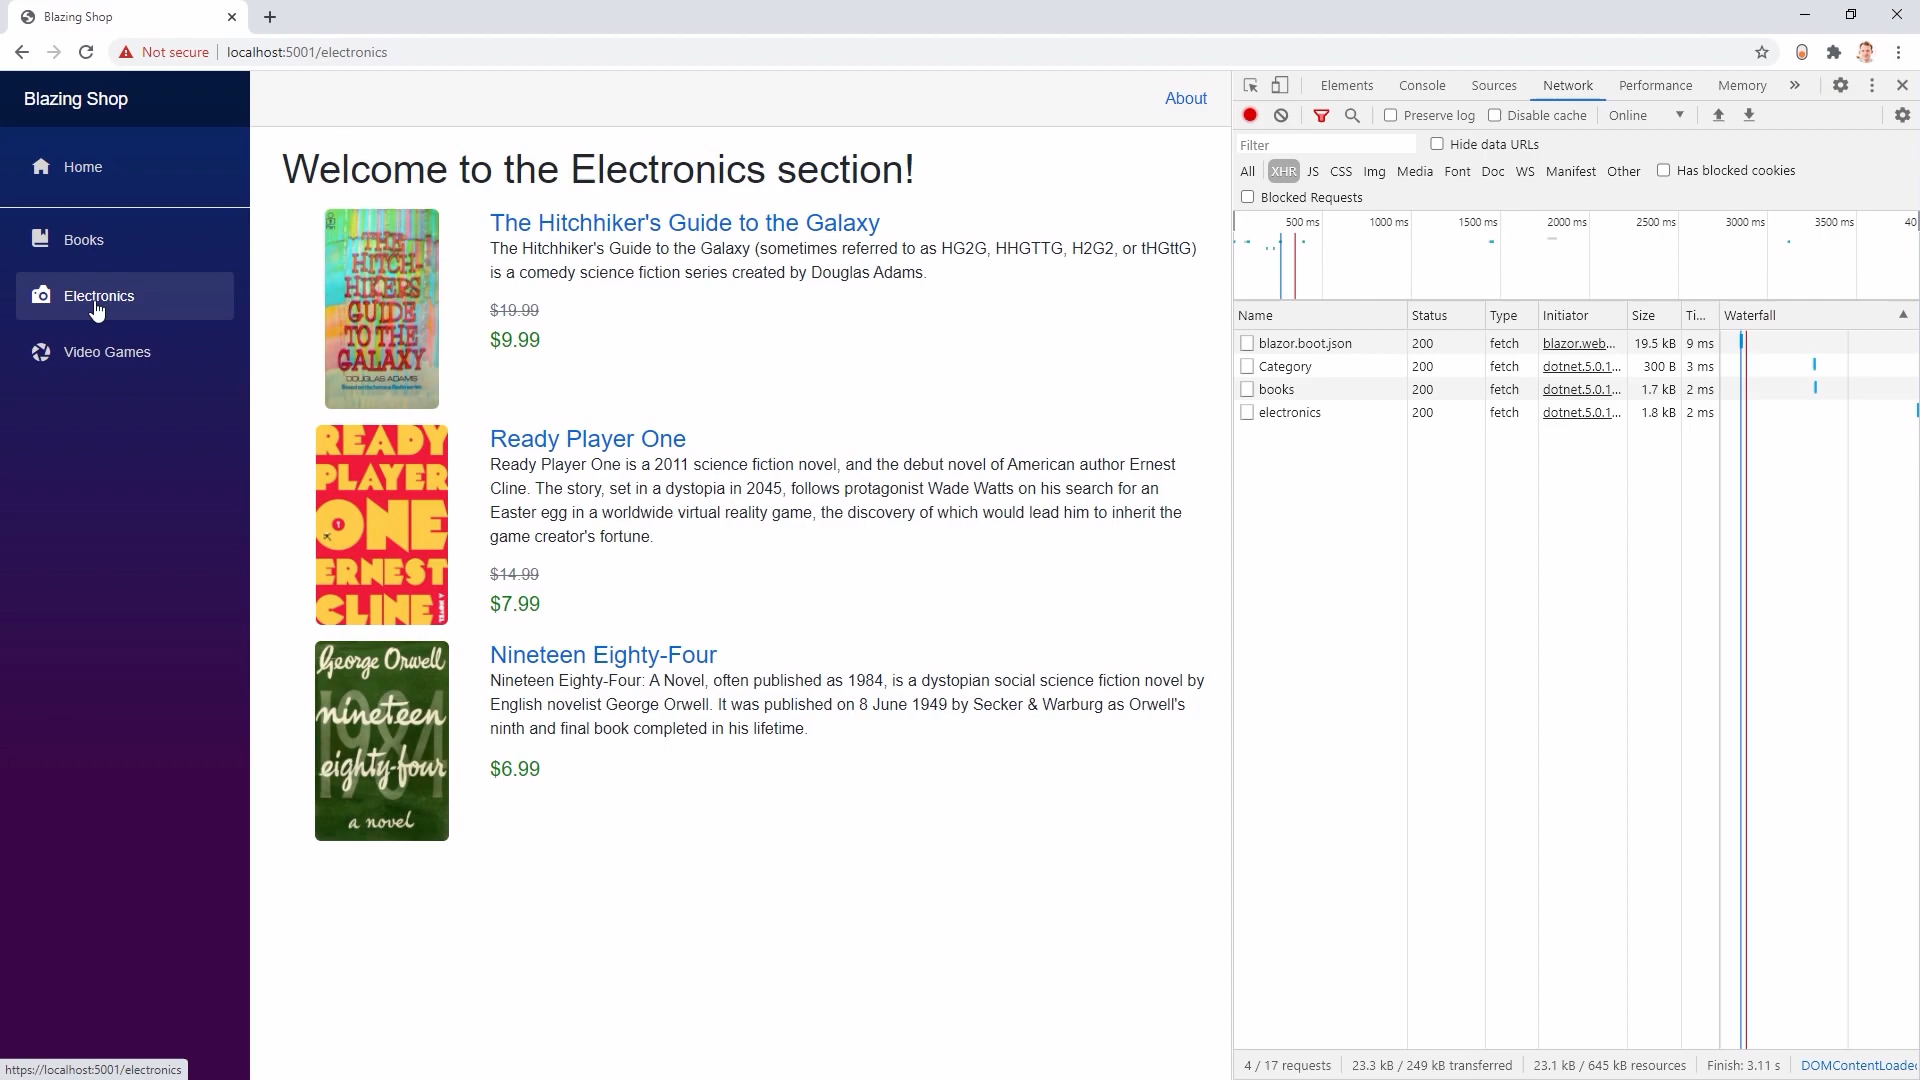 Blazing Shop
Not secure localhost:5001/electronics
Blazing Shop
About
Home
Books
Electronics
Video Games
Welcome to the Electronics section!
THE
HITCH
HIKERS
GUIDE
TO THE
GALAXY
DOUGLAS ADAMS
The Hitchhiker's Guide to the Galaxy
The Hitchhiker's Guide to the Galaxy (sometimes referred to as HG2G, HHGTTG, H2G2, or tHGttG)
is a comedy science fiction series created by Douglas Adams.
$19.99
$9.99
READY
PLAYER
ONE
ERNEST
CLINE
A NOVEL
Ready Player One
Ready Player One is a 2011 science fiction novel, and the debut novel of American author Ernest
Cline. The story, set in a dystopia in 2045, follows protagonist Wade Watts on his search for an
Easter egg in a worldwide virtual reality game, the discovery of which would lead him to inherit the
game creator's fortune.
$14.99
$7.99
George Orwell
1984
nineteen
eighty-four
a novel
Nineteen Eighty-Four
Nineteen Eighty-Four: A Novel, often published as 1984, is a dystopian social science fiction novel by
English novelist George Orwell. It was published on 8 June 1949 by Secker & Warburg as Orwell's
ninth and final book completed in his lifetime.
$6.99
https://localhost:5001/electronics
Elements Console Sources Network Performance Memory
Preserve log Disable cache Online
Filter Hide data URLs
All XHR JS CSS Img Media Font Doc WS Manifest Other Has blocked cookies
Blocked Requests
500 ms 1000 ms 1500 ms 2000 ms 2500 ms 3000 ms 3500 ms 40
Name Status Type Initiator Size Ti... Waterfall
blazor.boot.json 200 fetch blazor.web... 19.5 kB 9 ms
Category 200 fetch dotnet.5.0.1... 300 B 3 ms
books 200 fetch dotnet.5.0.1... 1.7 kB 2 ms
electronics 200 fetch dotnet.5.0.1... 1.8 kB 2 ms
4 / 17 requests 23.3 kB / 249 kB transferred 23.1 kB / 645 kB resources Finish: 3.11 s DOMContentLoaded